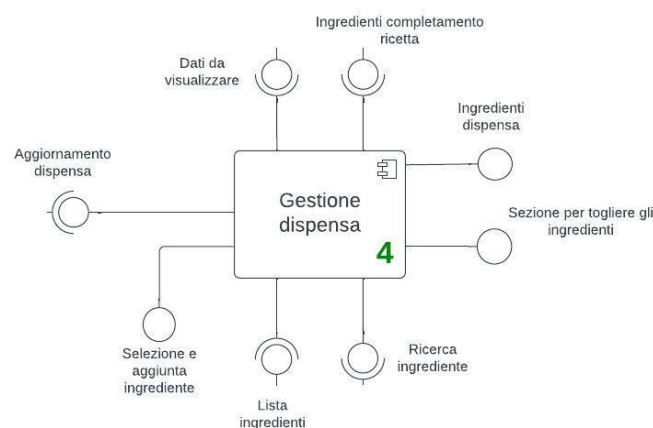 Ingredienti completamento
ricetta
Dati da
visualizzare
Ingredienti
dispensa
Aggiornamento
dispensa
Gestione
dispensa
4
Sezione per togliere gli
ingredienti
Selezione e
aggiunta
ingrediente
Ricerca
ingrediente
Lista
ingredienti